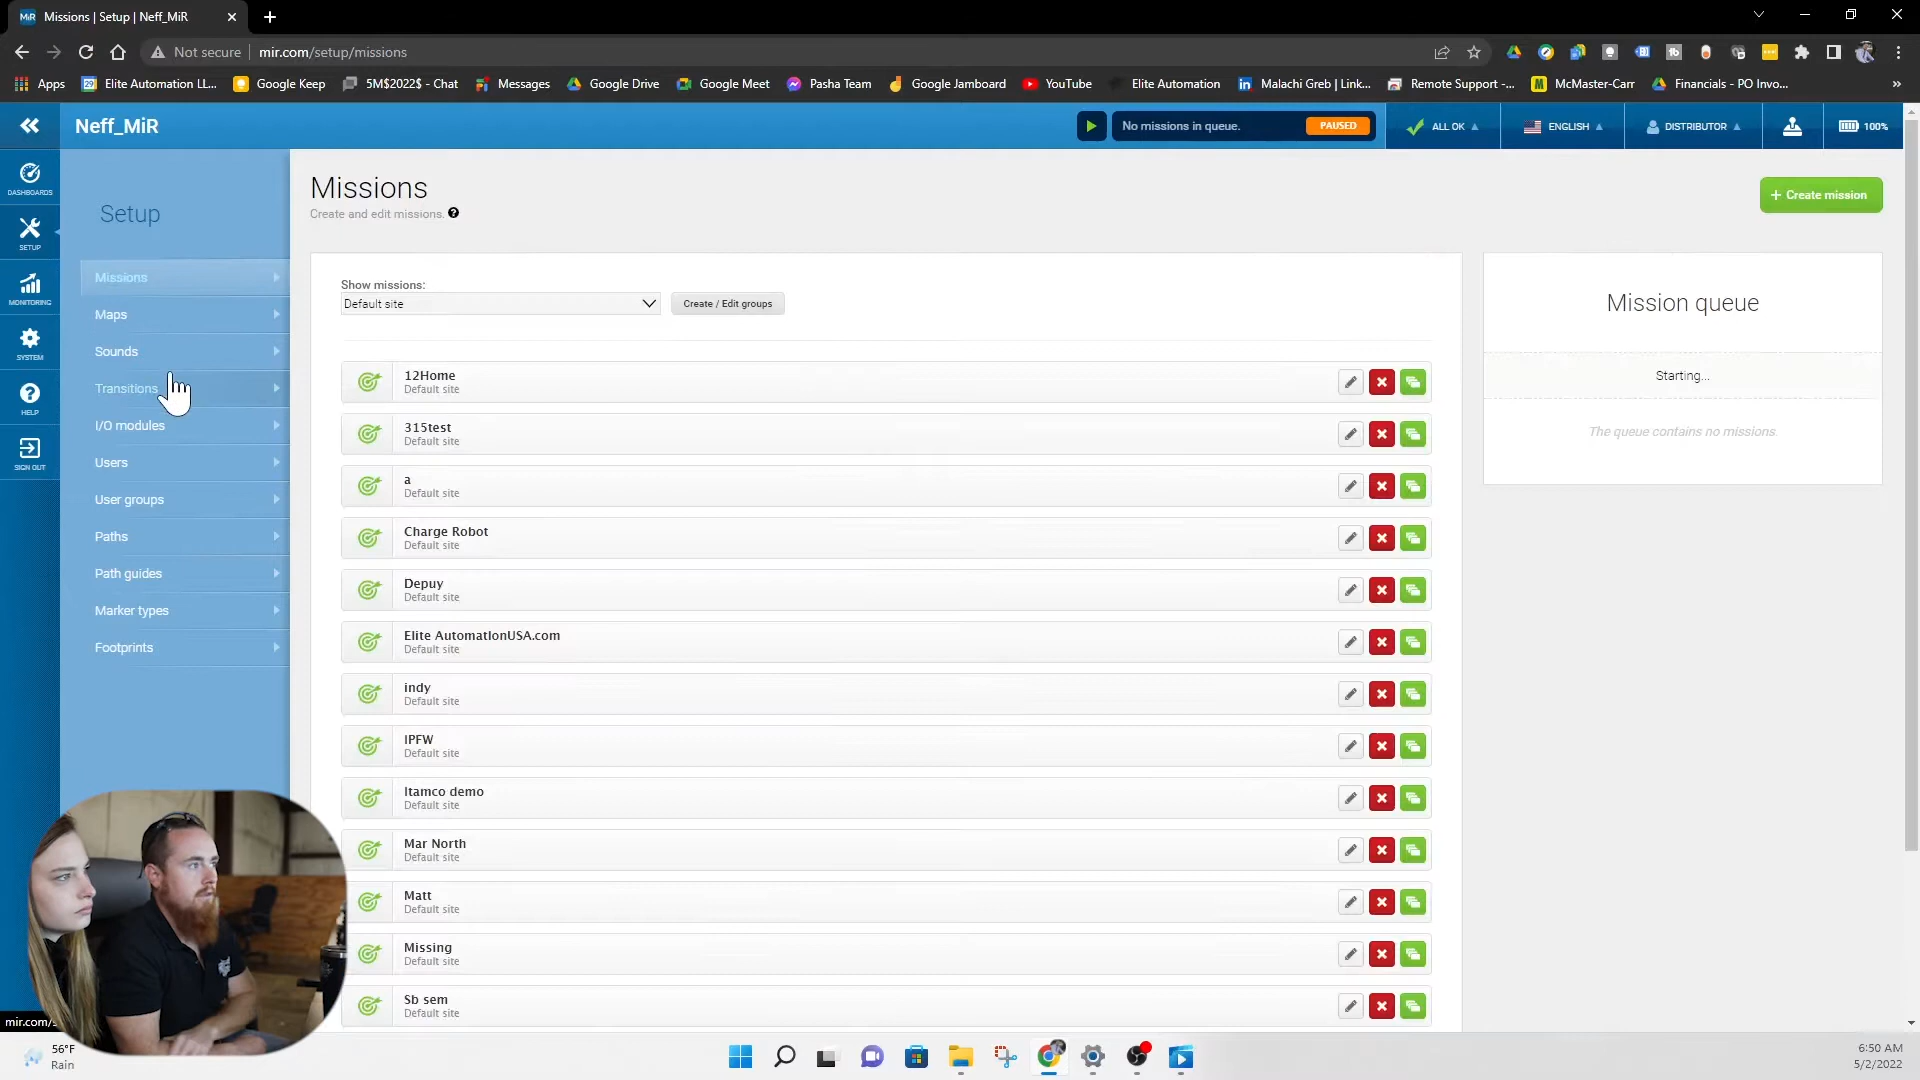 Missions | Setup | Neff_MiR
Not secure
mir.com/setup/missions
Apps
Elite Automation LL...
Google Keep
5M$2022$ - Chat
Messages
Google Drive
Google Meet
Pasha Team
Google Jamboard
YouTube
Elite Automation
Malachi Greb | Link...
Remote Support -...
McMaster-Carr
Financials - PO Invo...
Neff_MiR
No missions in queue.
PAUSED
ALL OK
ENGLISH
DISTRIBUTOR
100%
DASHBOARDS
SETUP
MONITORING
SYSTEM
HELP
SIGN OUT
Setup
Missions
Maps
Sounds
Transitions
I/O modules
Users
User groups
Paths
Path guides
Marker types
Footprints
Missions
Create and edit missions.
+ Create mission
Show missions:
Default site
Create / Edit groups
12Home
Default site
315test
Default site
a
Default site
Charge Robot
Default site
Depuy
Default site
Elite AutomatIonUSA.com
Default site
indy
Default site
IPFW
Default site
Itamco demo
Default site
Mar North
Default site
Matt
Default site
Missing
Default site
Sb sem
Default site
Mission queue
Starting...
The queue contains no missions.
mir.com/s
56°F
Rain
6:50 AM
5/2/2022